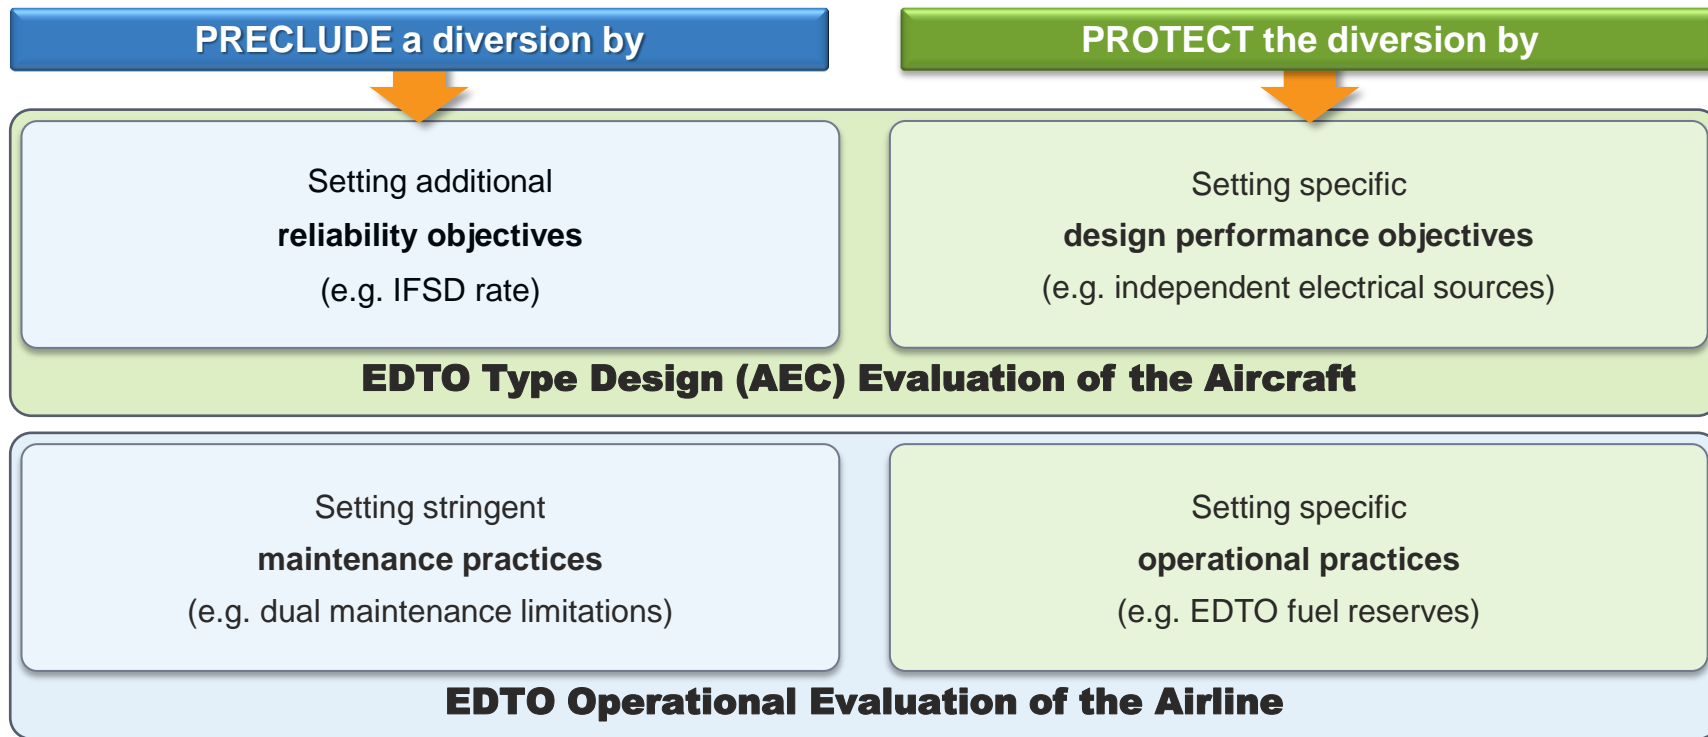 PRECLUDE a diversion by
PROTECT the diversion by
Setting additional
reliability objectives
(e.g. IFSD rate)
Setting specific
design performance objectives
(e.g. independent electrical sources)
EDTO Type Design (AEC) Evaluation of the Aircraft
Setting stringent
maintenance practices
(e.g. dual maintenance limitations)
Setting specific
operational practices
(e.g. EDTO fuel reserves)
EDTO Operational Evaluation of the Airline